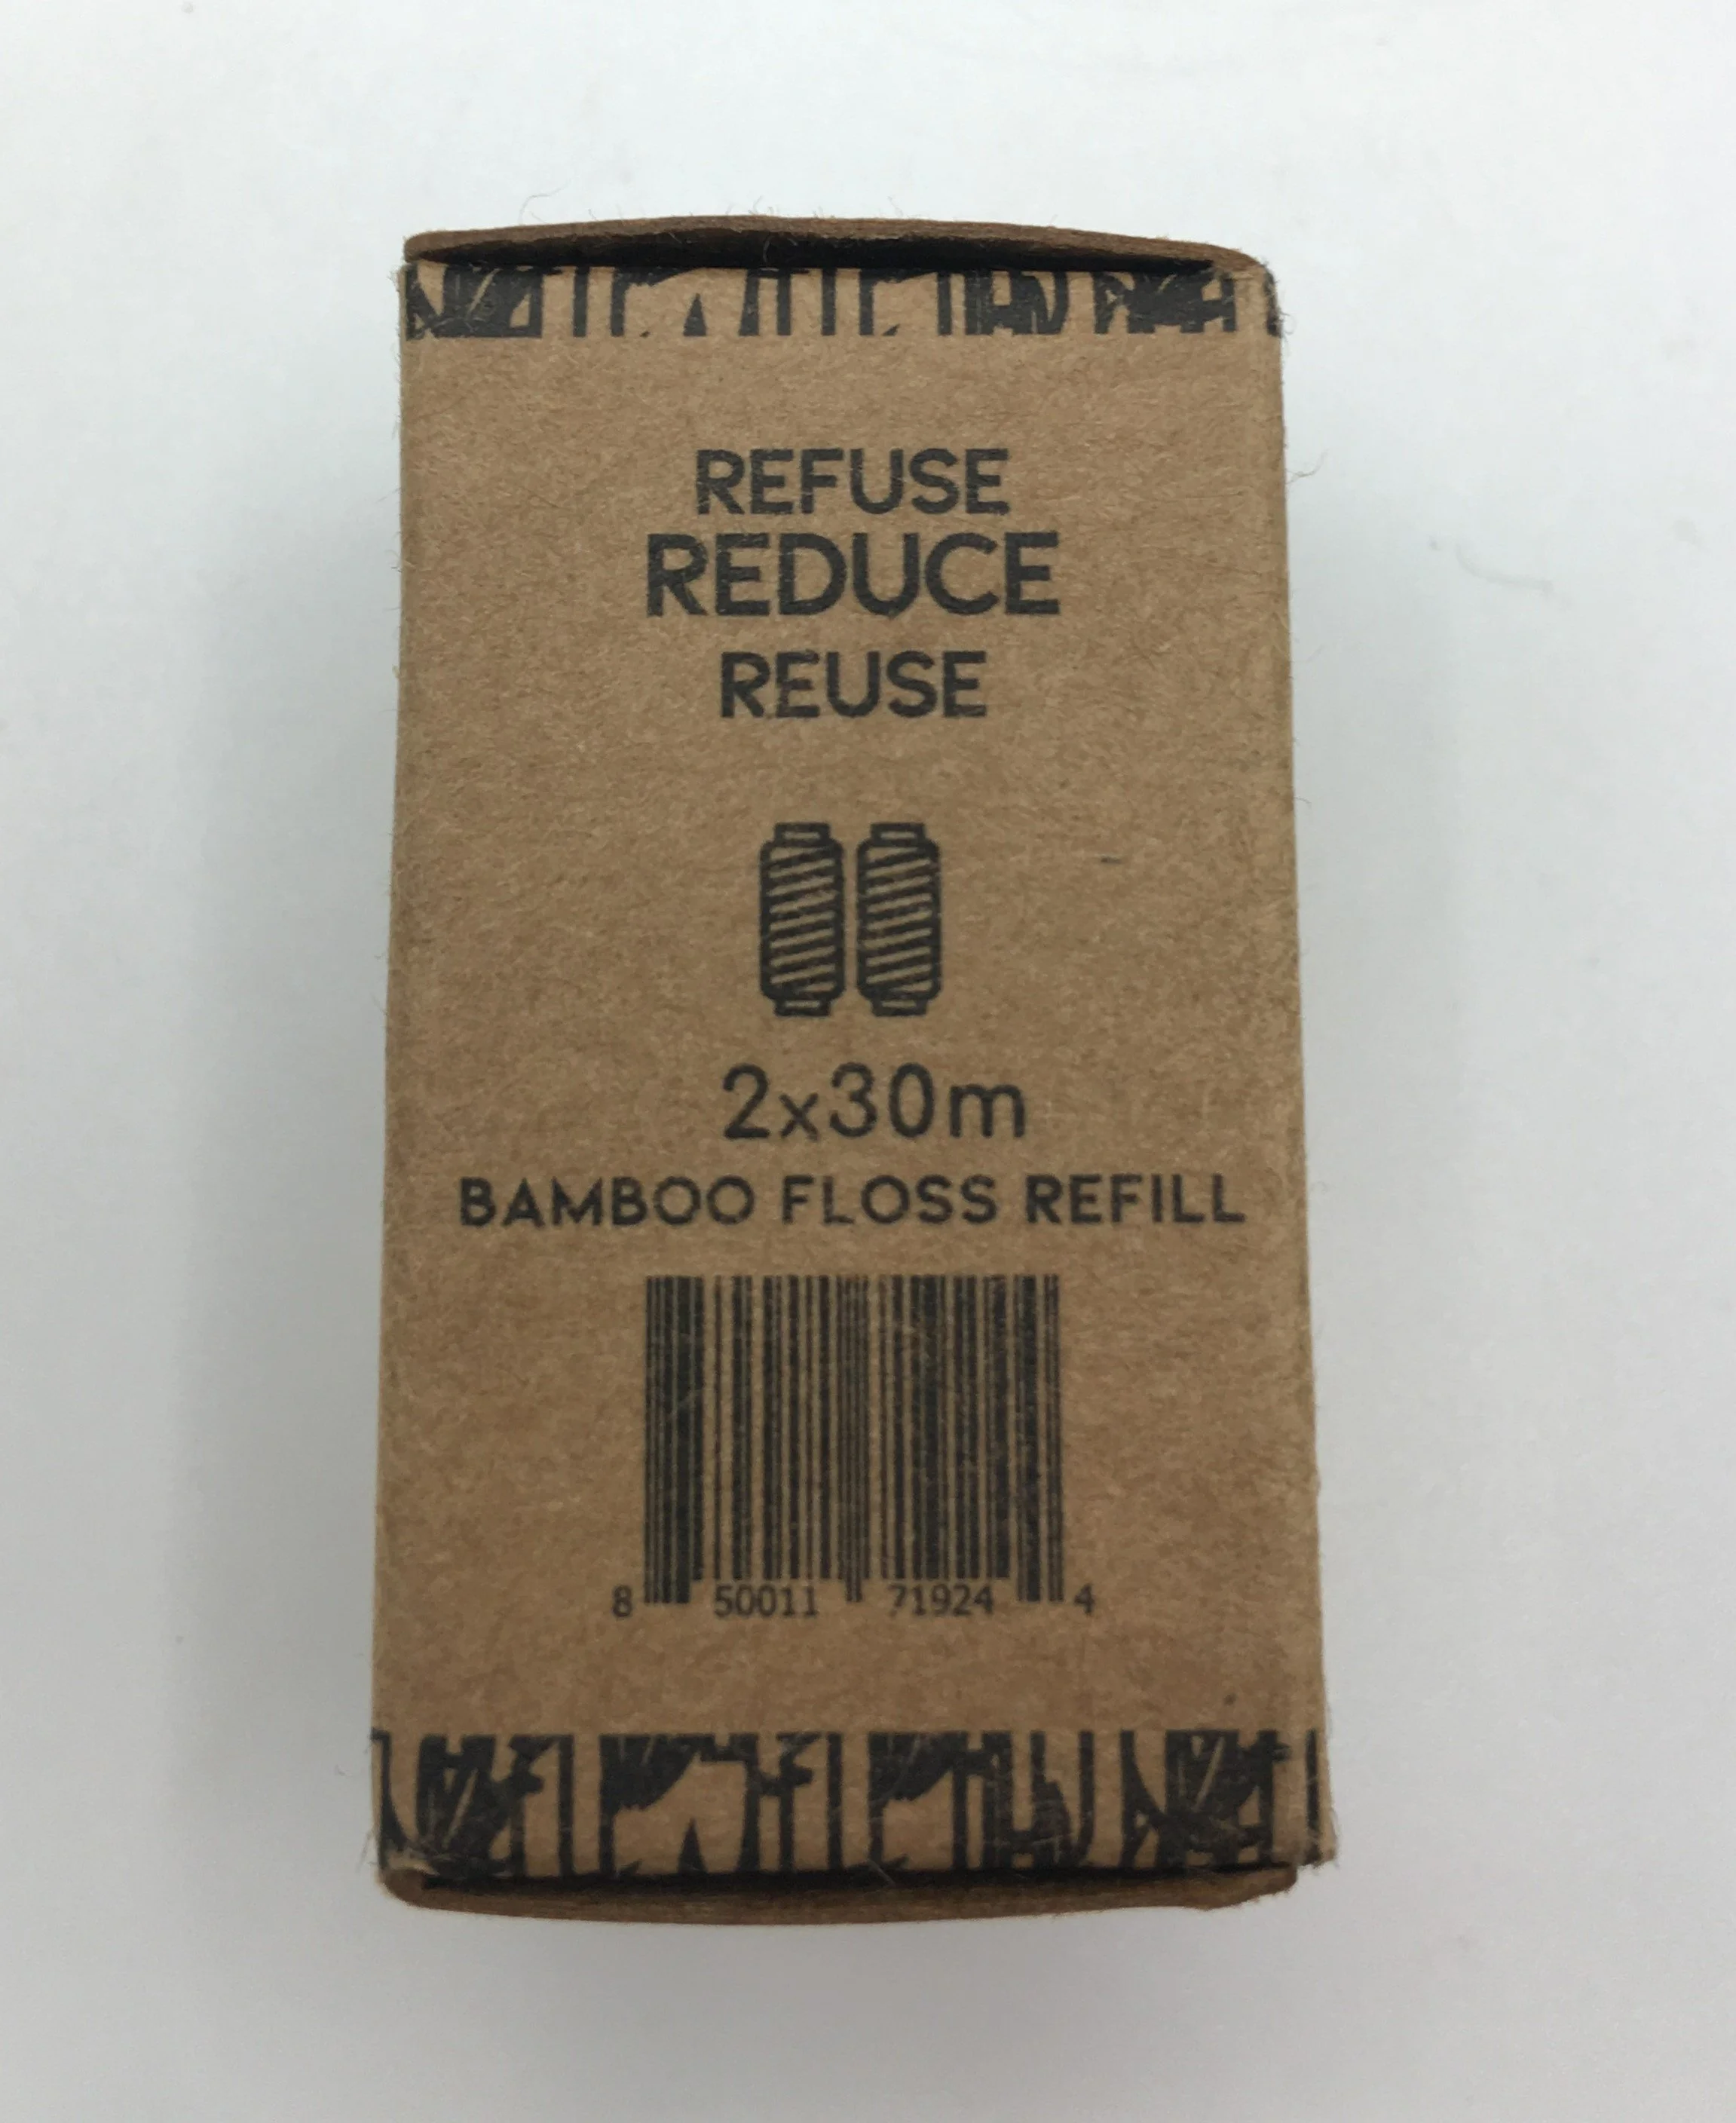 REFUSE
REDUCE
REUSE
2x30m
BAMBOO FLOSS REFILL
8 50011 71924 4